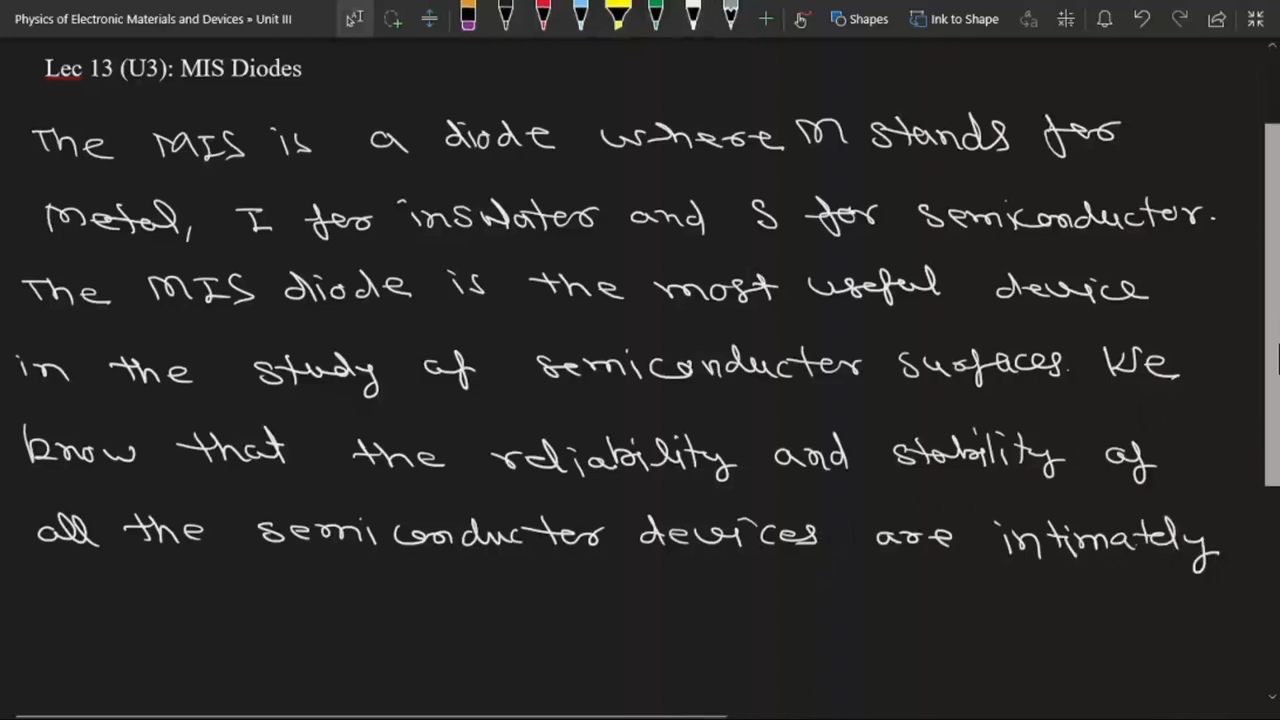 Physics of Electronic Materials and Devices » Unit III
Shapes
Ink to Shape
Lec 13 (U3): MIS Diodes
The MIS is a diode where M stands for
Metal, I for insulator and S for semiconductor.
The MIS diode is the most useful device
in the study of semiconductor surfaces. We
know that the reliability and stability of
all the semiconductor devices are intimately